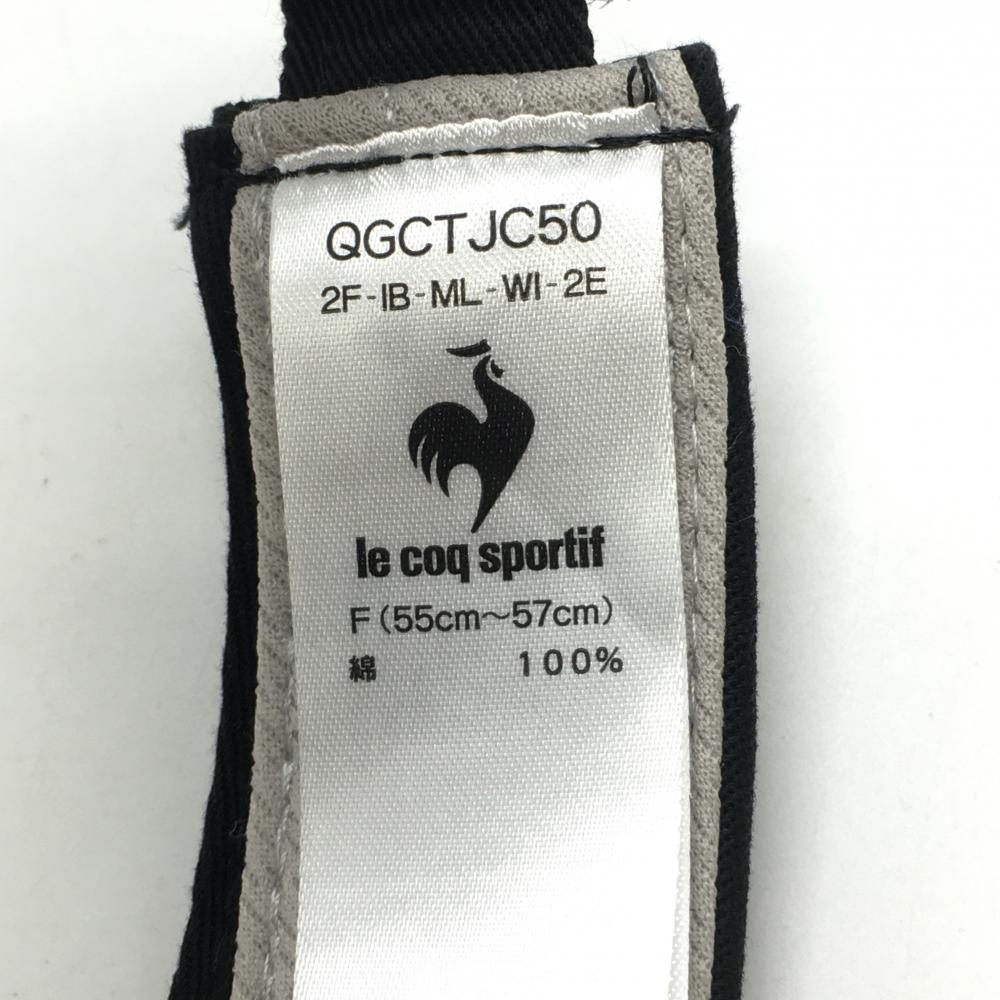 QGCTJC50
2F-IB-ML-WI-2E
le coq sportif
F（55cm～57cm）
綿 100%